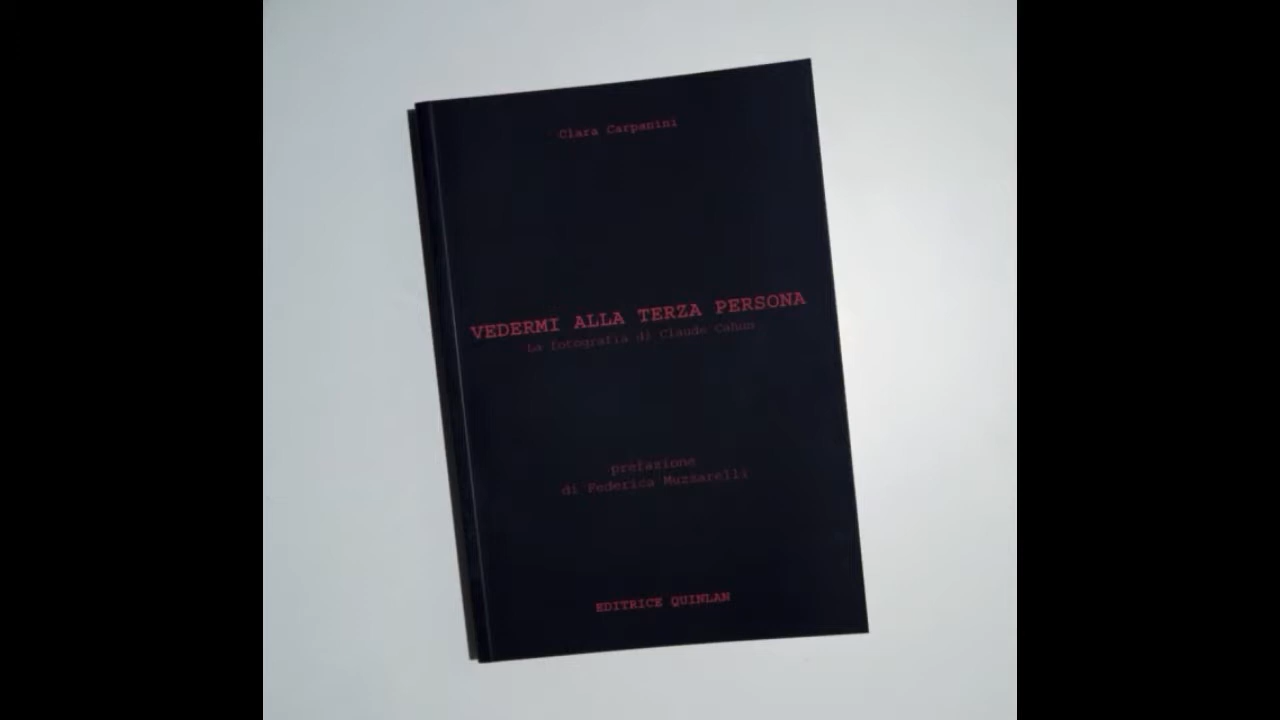 Clara Carpanini
VEDERMI ALLA TERZA PERSONA
La fotografia di Claude Cahun
prefazione
di Federica Muzzarelli
EDITRICE QUINLAN